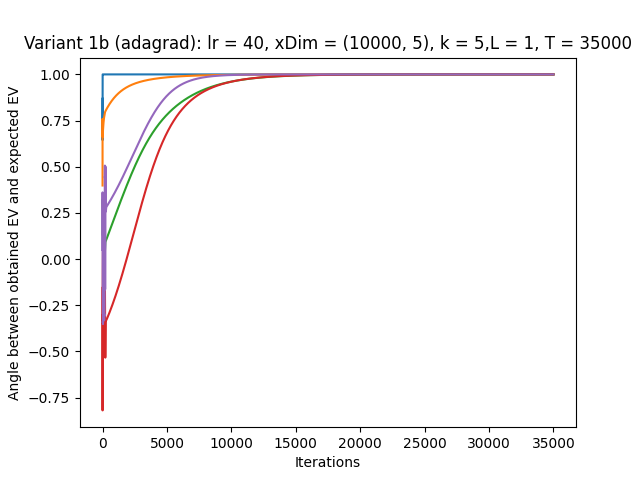 Variant 1b (adagrad): lr = 40, xDim = (10000, 5), k = 5,L = 1, T = 35000
Angle between obtained EV and expected EV
1.00
0.75
0.50
0.25
0.00
−0.25
−0.50
−0.75
0 5000 10000 15000 20000 25000 30000 35000
Iterations